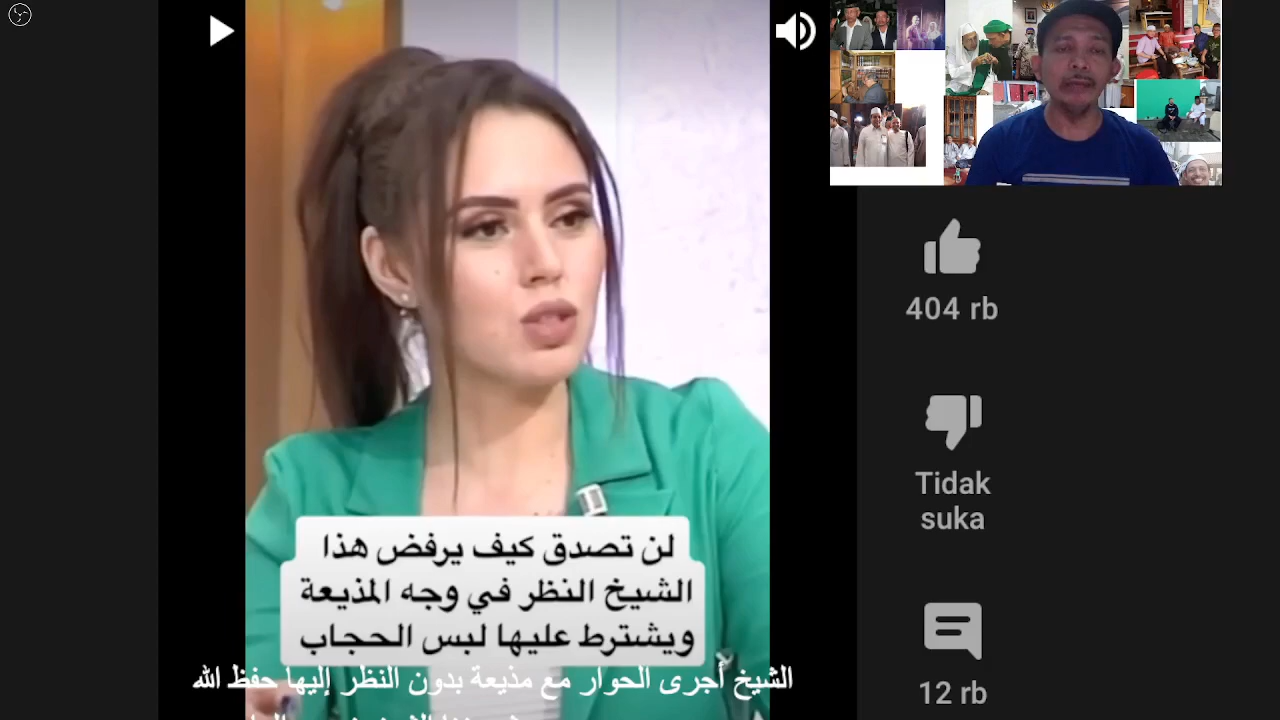 404 rb
Tidak
suka
12 rb
لن تصدق كيف يرفض هذا
الشيخ النظر في وجه المذيعة
ويشترط عليها لبس الحجاب
الشيخ أجرى الحوار مع مذيعة بدون النظر إليها حفظ الله